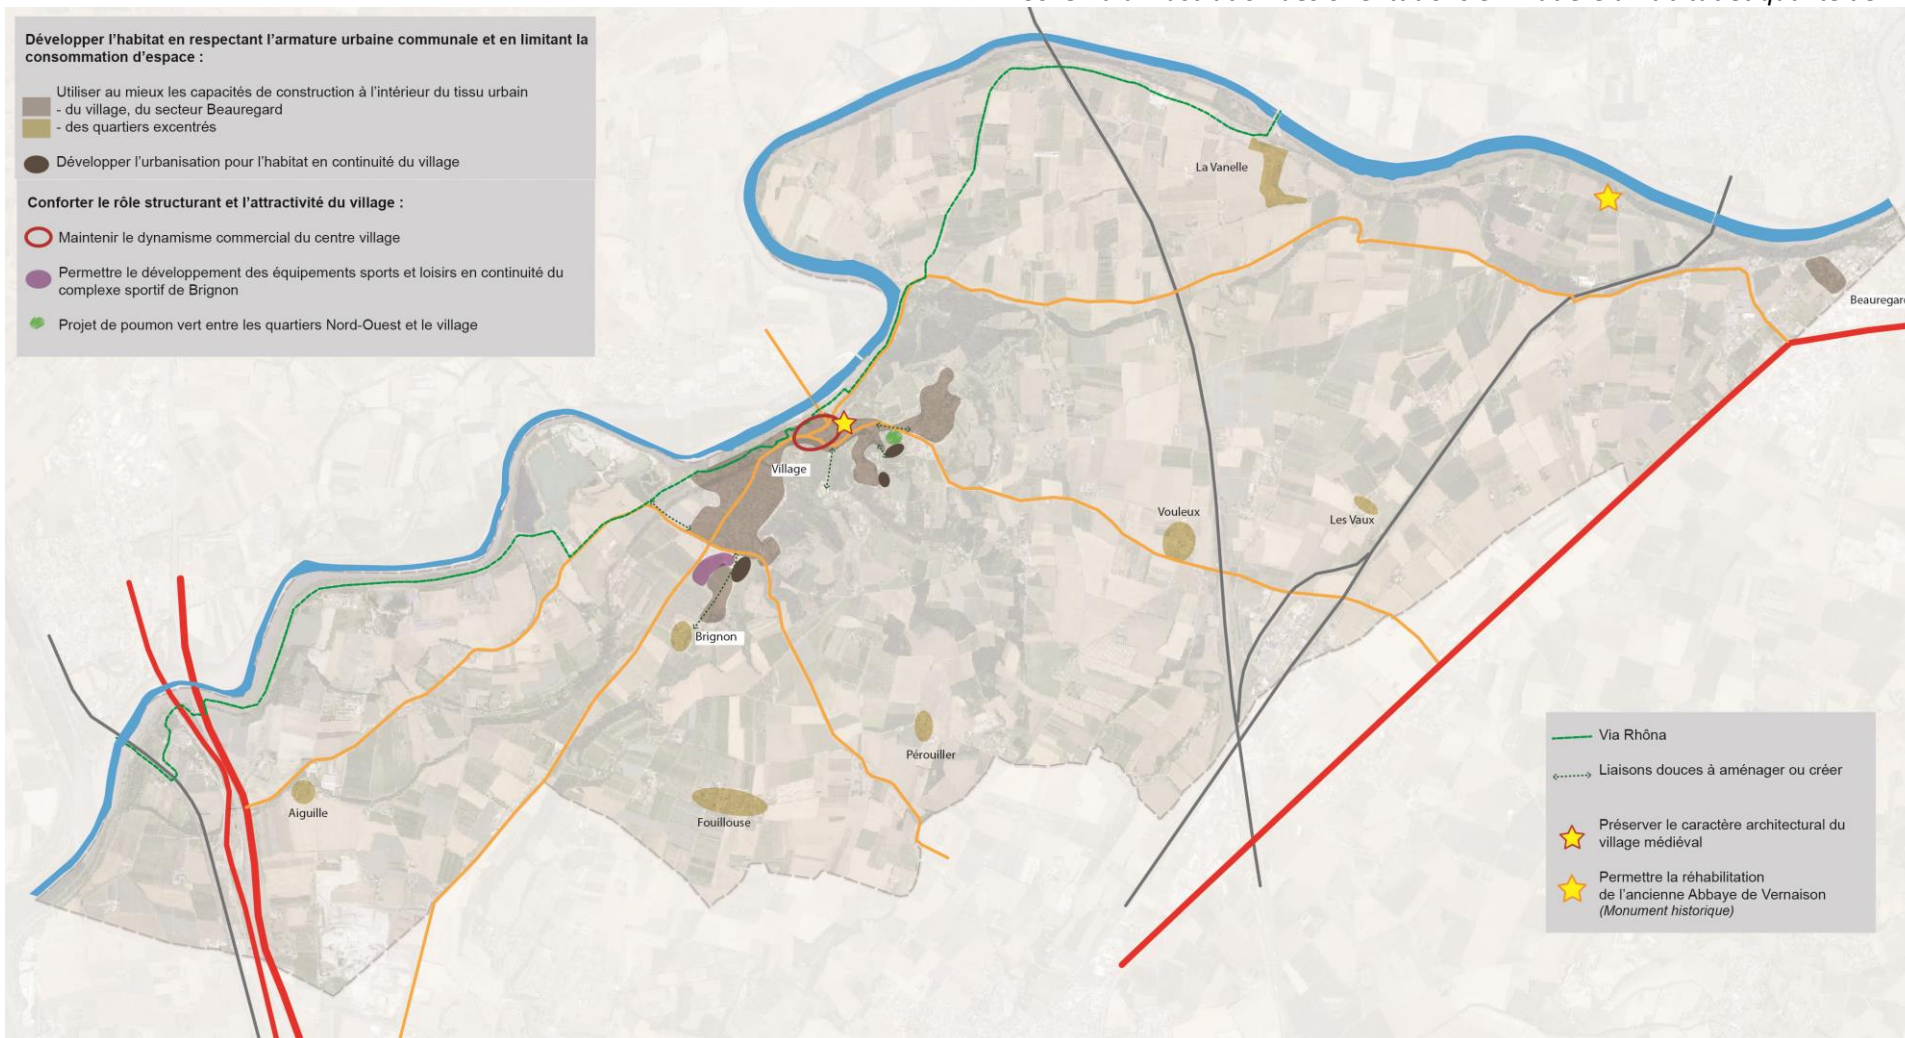 Développer l'habitat en respectant l'armature urbaine communale et en limitant la
consommation d'espace :
Utiliser au mieux les capacités de construction à l'intérieur du tissu urbain
- du village, du secteur Beauregard
- des quartiers excentrés
Développer l'urbanisation pour l'habitat en continuité du village
Conforter le rôle structurant et l'attractivité du village :
Maintenir le dynamisme commercial du centre village
Permettre le développement des équipements sports et loisirs en continuité du
complexe sportif de Brignon
Projet de poumon vert entre les quartiers Nord-Ouest et le village
La Vanelle
Beauregard
Village
Vouleux
Les Vaux
Brignon
Pérouiller
Aiguille
Fouillouse
Via Rhôna
Liaisons douces à aménager ou créer
Préserver le caractère architectural du
village médiéval
Permettre la réhabilitation
de l'ancienne Abbaye de Vernaison
(Monument historique)